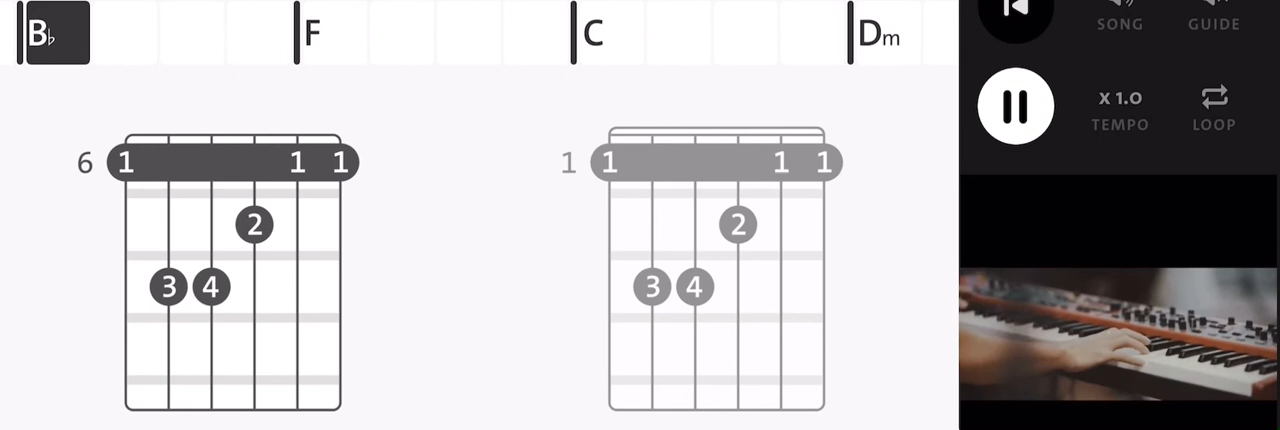 B♭ F C Dm
SONG GUIDE
x 1.0
TEMPO LOOP
6 1 1 1
2
3 4
1 1 1 1
2
3 4